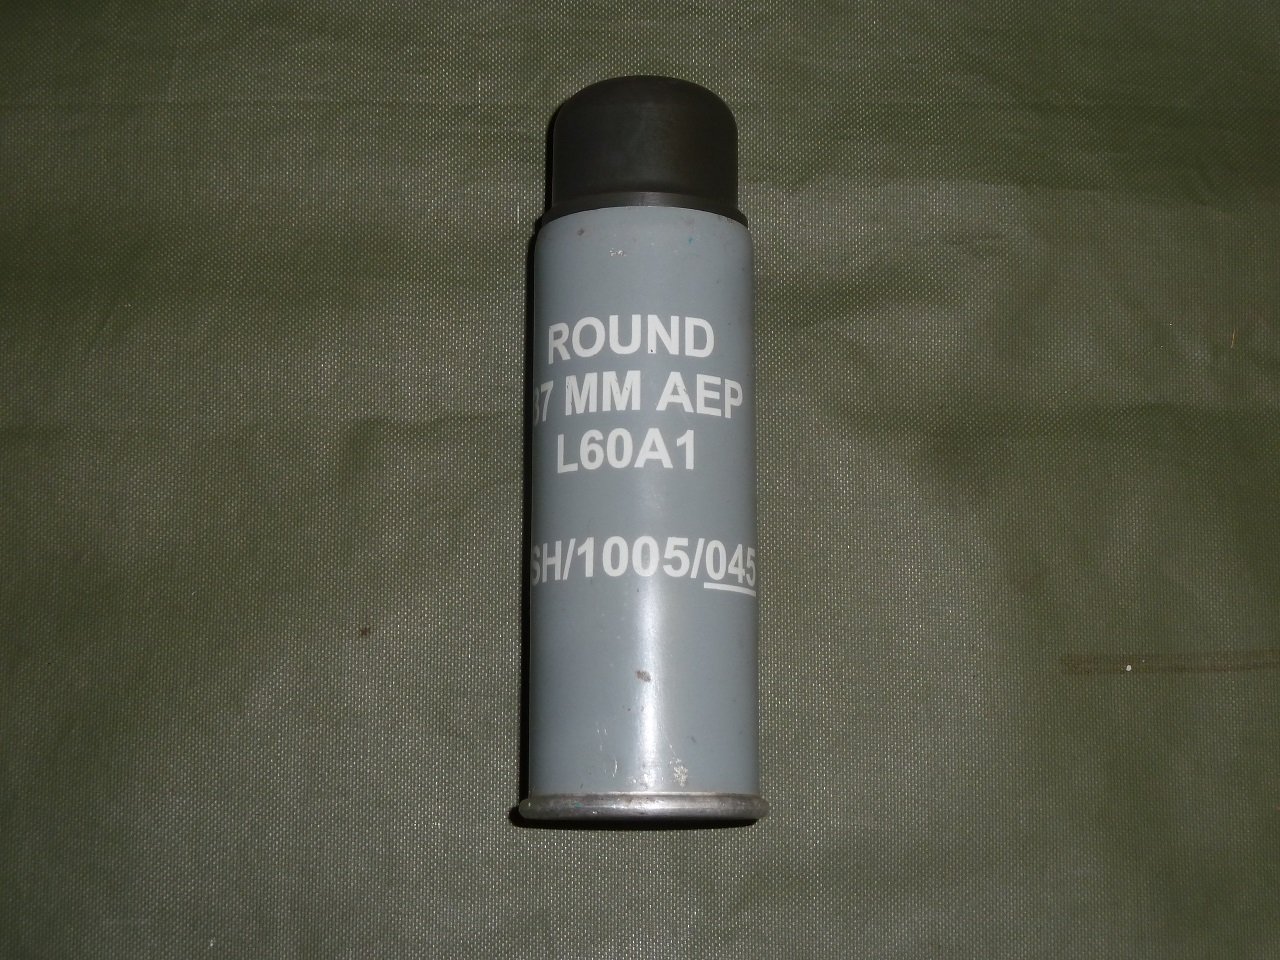 ROUND
37 MM AEP
L60A1
SH/1005/045